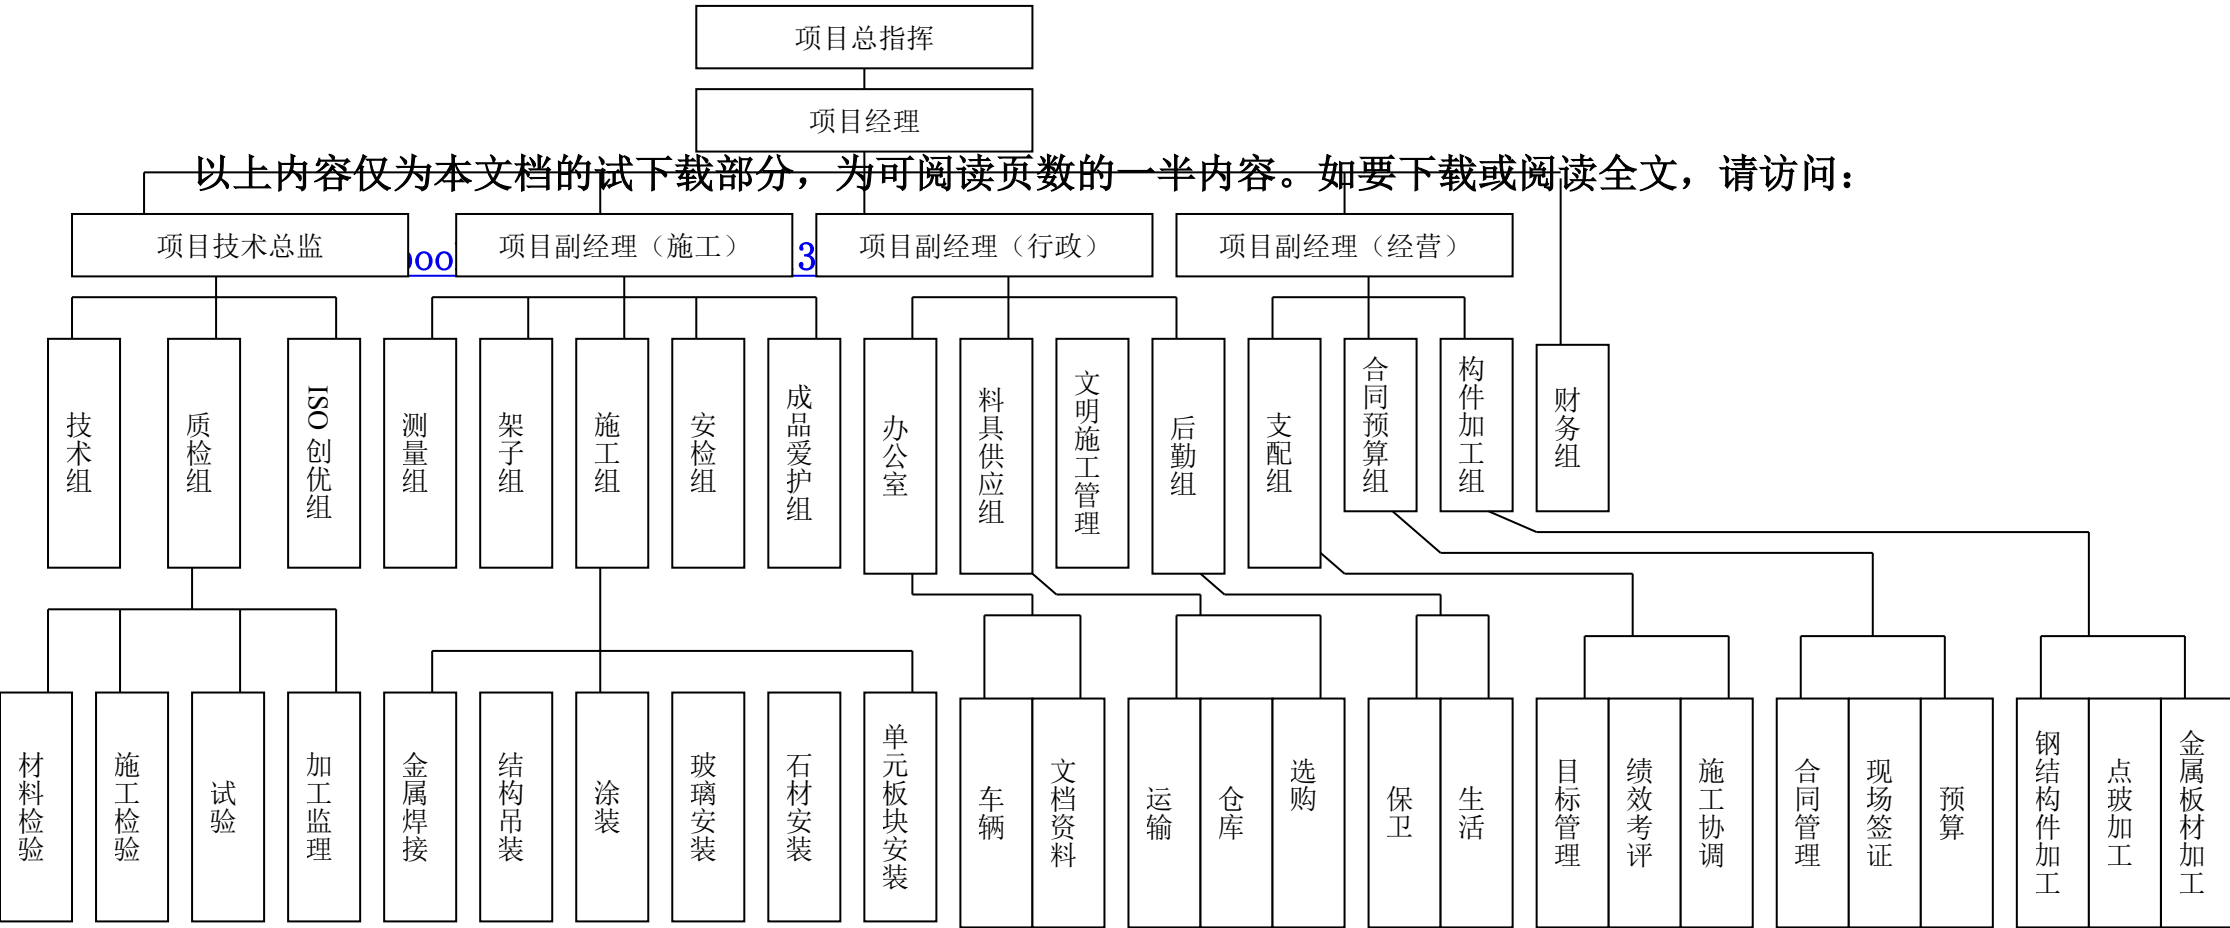 项目总指挥
项目经理
以上内容仅为本文档的试下载部分，为可阅读页数的一半内容。如要下载或阅读全文，请访问：
项目技术总监
项目副经理（施工）
3
项目副经理（行政）
项目副经理（经营）
技术组
质检组
ISO 创优组
测量组
架子组
施工组
安检组
成品爱护组
办公室
料具供应组
文明施工管理
后勤组
支配组
合同预算组
构件加工组
财务组
材料检验
施工检验
试验
加工监理
金属焊接
结构吊装
涂装
玻璃安装
石材安装
单元板块安装
车辆
文档资料
运输
仓库
选购
保卫
生活
目标管理
绩效考评
施工协调
合同管理
现场签证
预算
钢结构件加工
点玻加工
金属板材加工